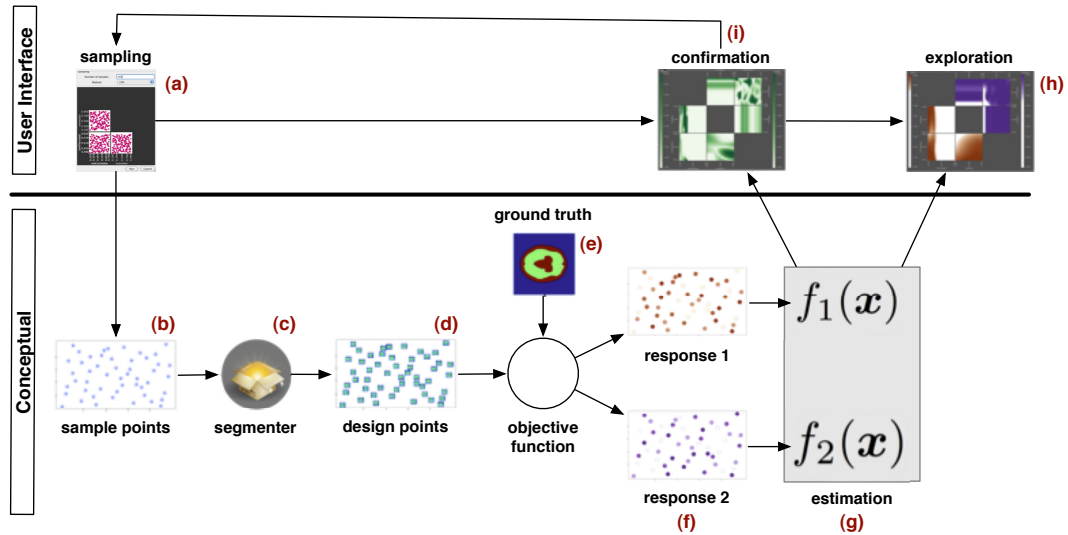 User Interface
sampling
(a)
(i)
confirmation
exploration
(h)
Conceptual
ground truth
(e)
(b)
(c)
(d)
sample points
segmenter
design points
objective
function
response 1
response 2
(f)
f₁(x)
f₂(x)
estimation
(g)